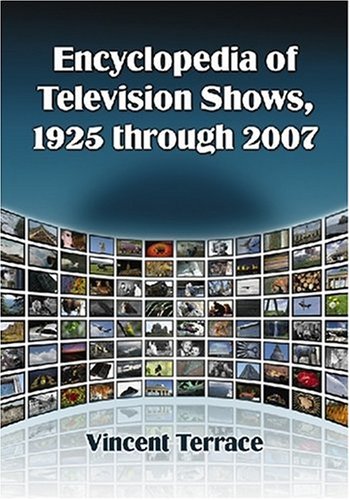 Encyclopedia of
Television Shows,
1925 through 2007
Vincent Terrace